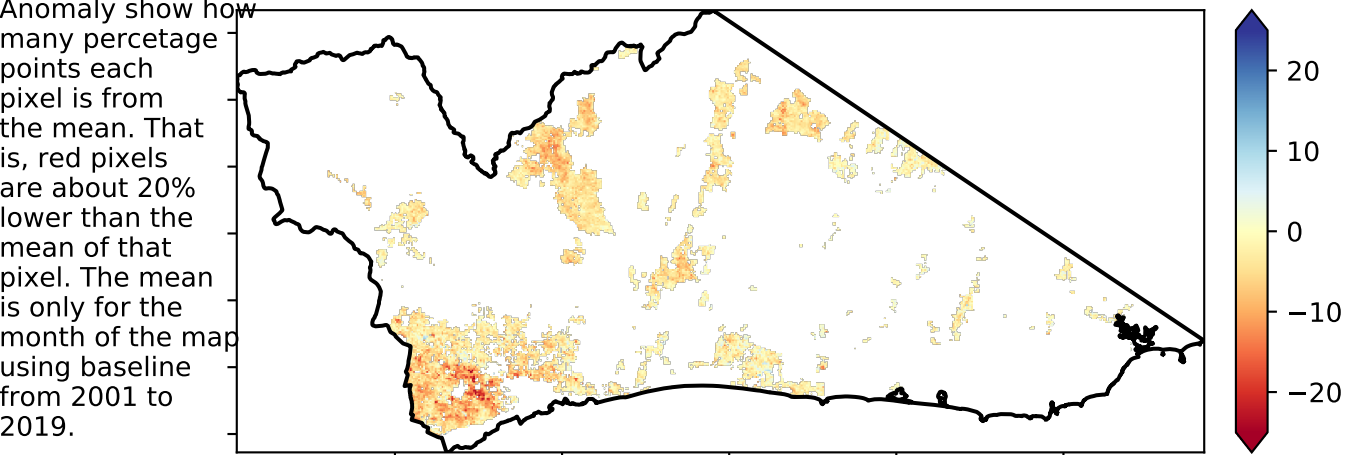 Anomaly show how
many percetage
points each
pixel is from
the mean. That
is, red pixels
are about 20%
lower than the
mean of that
pixel. The mean
is only for the
month of the map
using baseline
from 2001 to
2019.
20
10
0
−10
−20